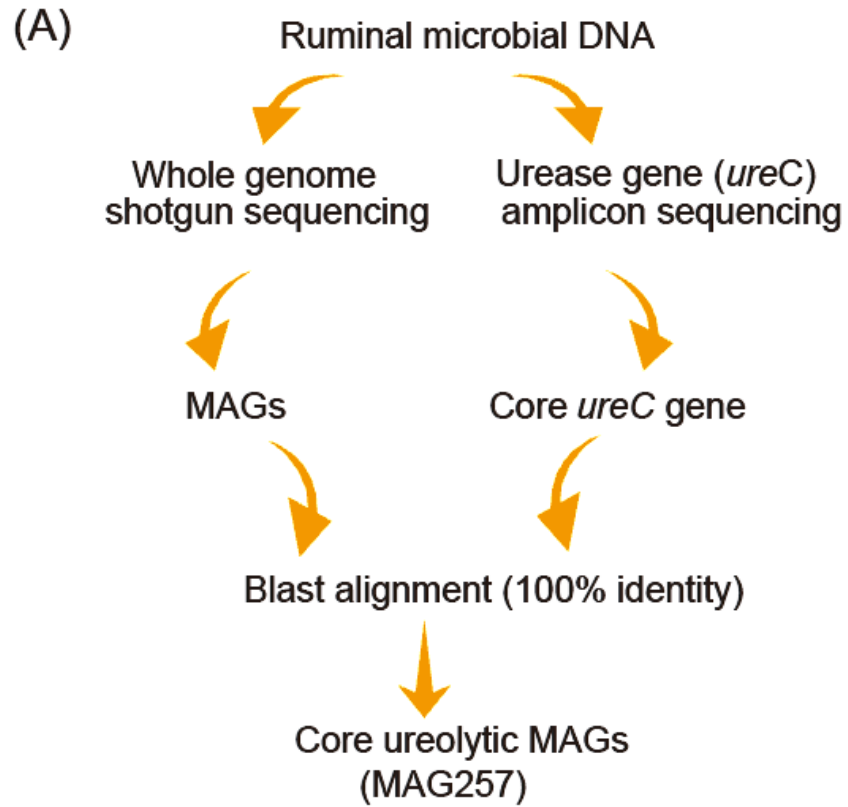 (A)
Ruminal microbial DNA
Whole genome
shotgun sequencing
Urease gene (ureC)
amplicon sequencing
MAGs
Core ureC gene
Blast alignment (100% identity)
Core ureolytic MAGs
(MAG257)